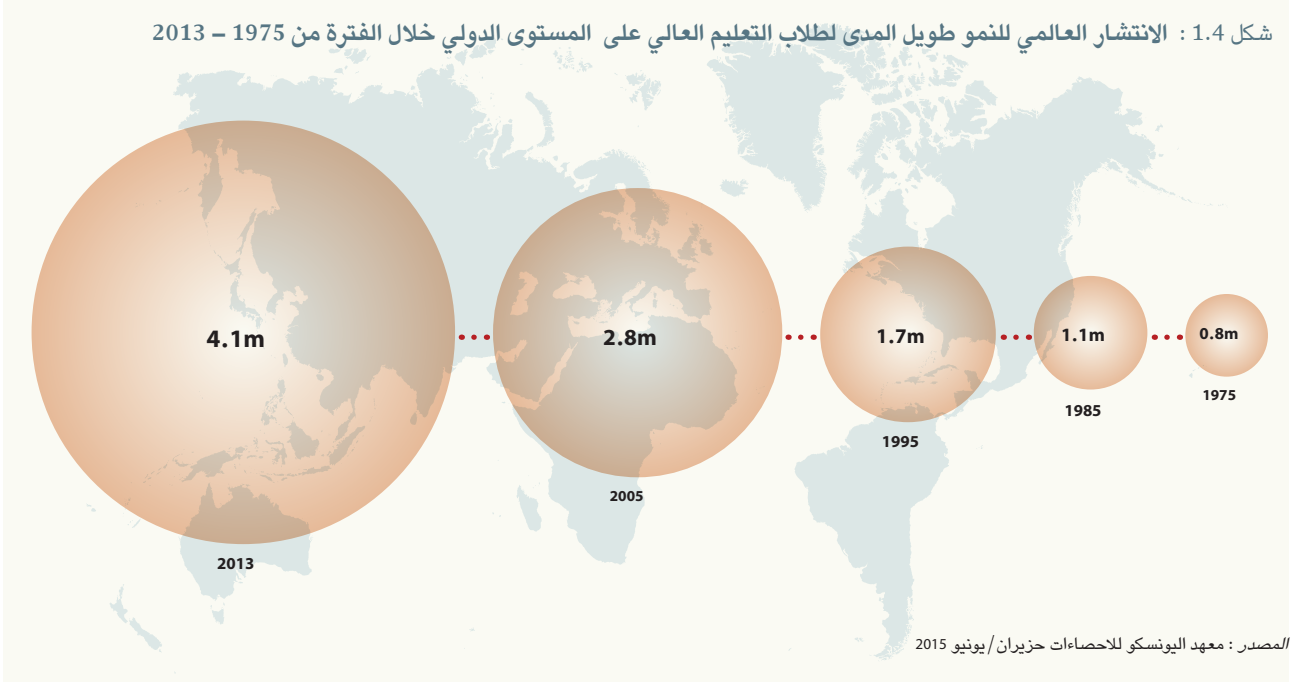 شكل 1.4 : الانتشار العالمي للنمو طويل المدى لطلاب التعليم العالي على المستوى الدولي خلال الفترة من 1975 – 2013
0.8m
1975
1.1m
1985
1.7m
1995
2.8m
2005
4.1m
2013
المصدر : معهد اليونسكو للاحصاءات حزيران/يونيو 2015